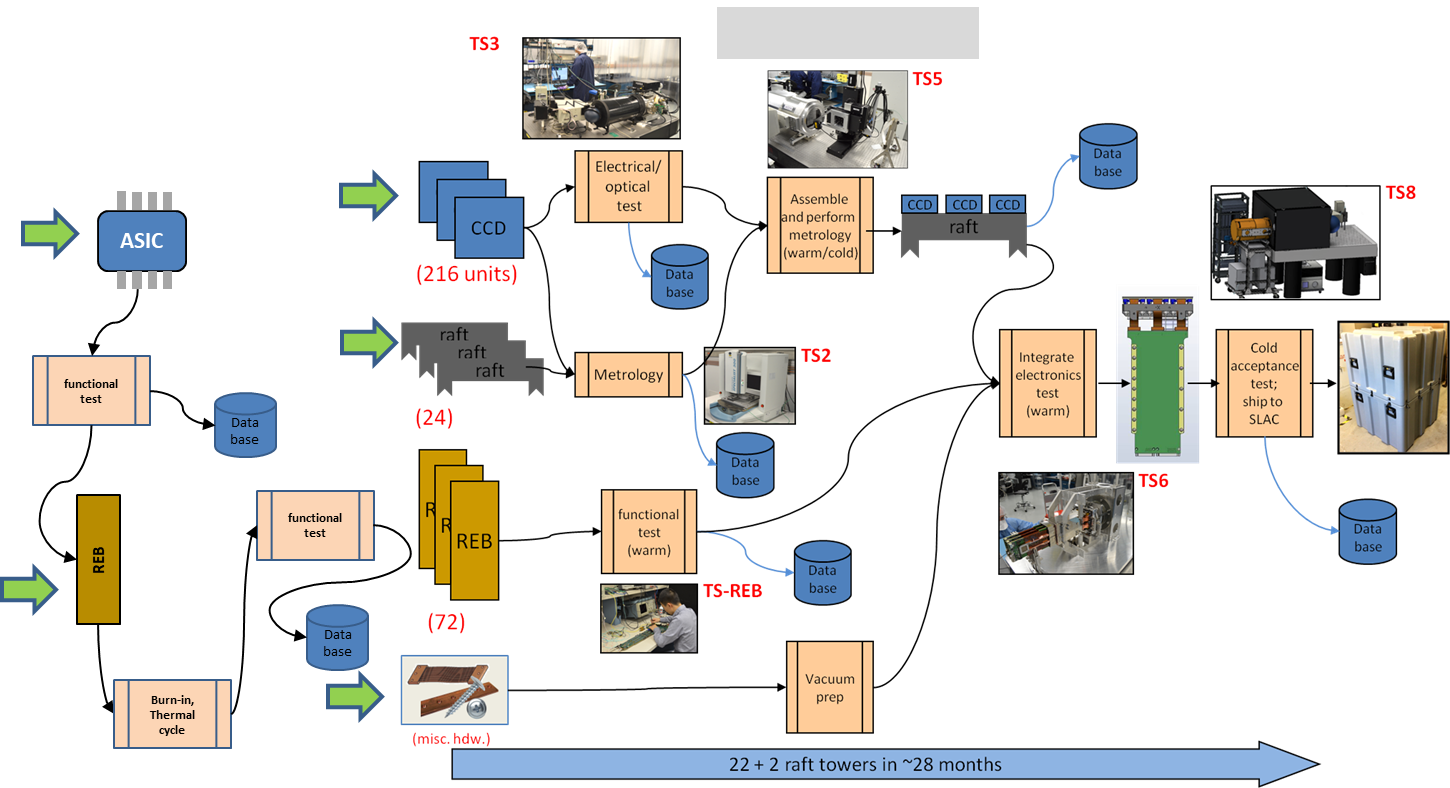 TS3
TS5
Data
base
TS8
Electrical/
optical
test
Assemble
and perform
metrology
(warm/cold)
CCD
CCD
CCD
raft
ASIC
CCD
(216 units)
Data
base
raft
raft
raft
(24)
Metrology
TS2
Integrate
electronics
test
(warm)
Cold
acceptance
test;
ship to
SLAC
functional
test
Data
base
Data
base
TS6
R
R
REB
(72)
functional
test
(warm)
Data
base
TS-REB
Data
base
REB
functional
test
Data
base
Burn-in,
Thermal
cycle
(misc. hdw.)
Vacuum
prep
22 + 2 raft towers in ~28 months